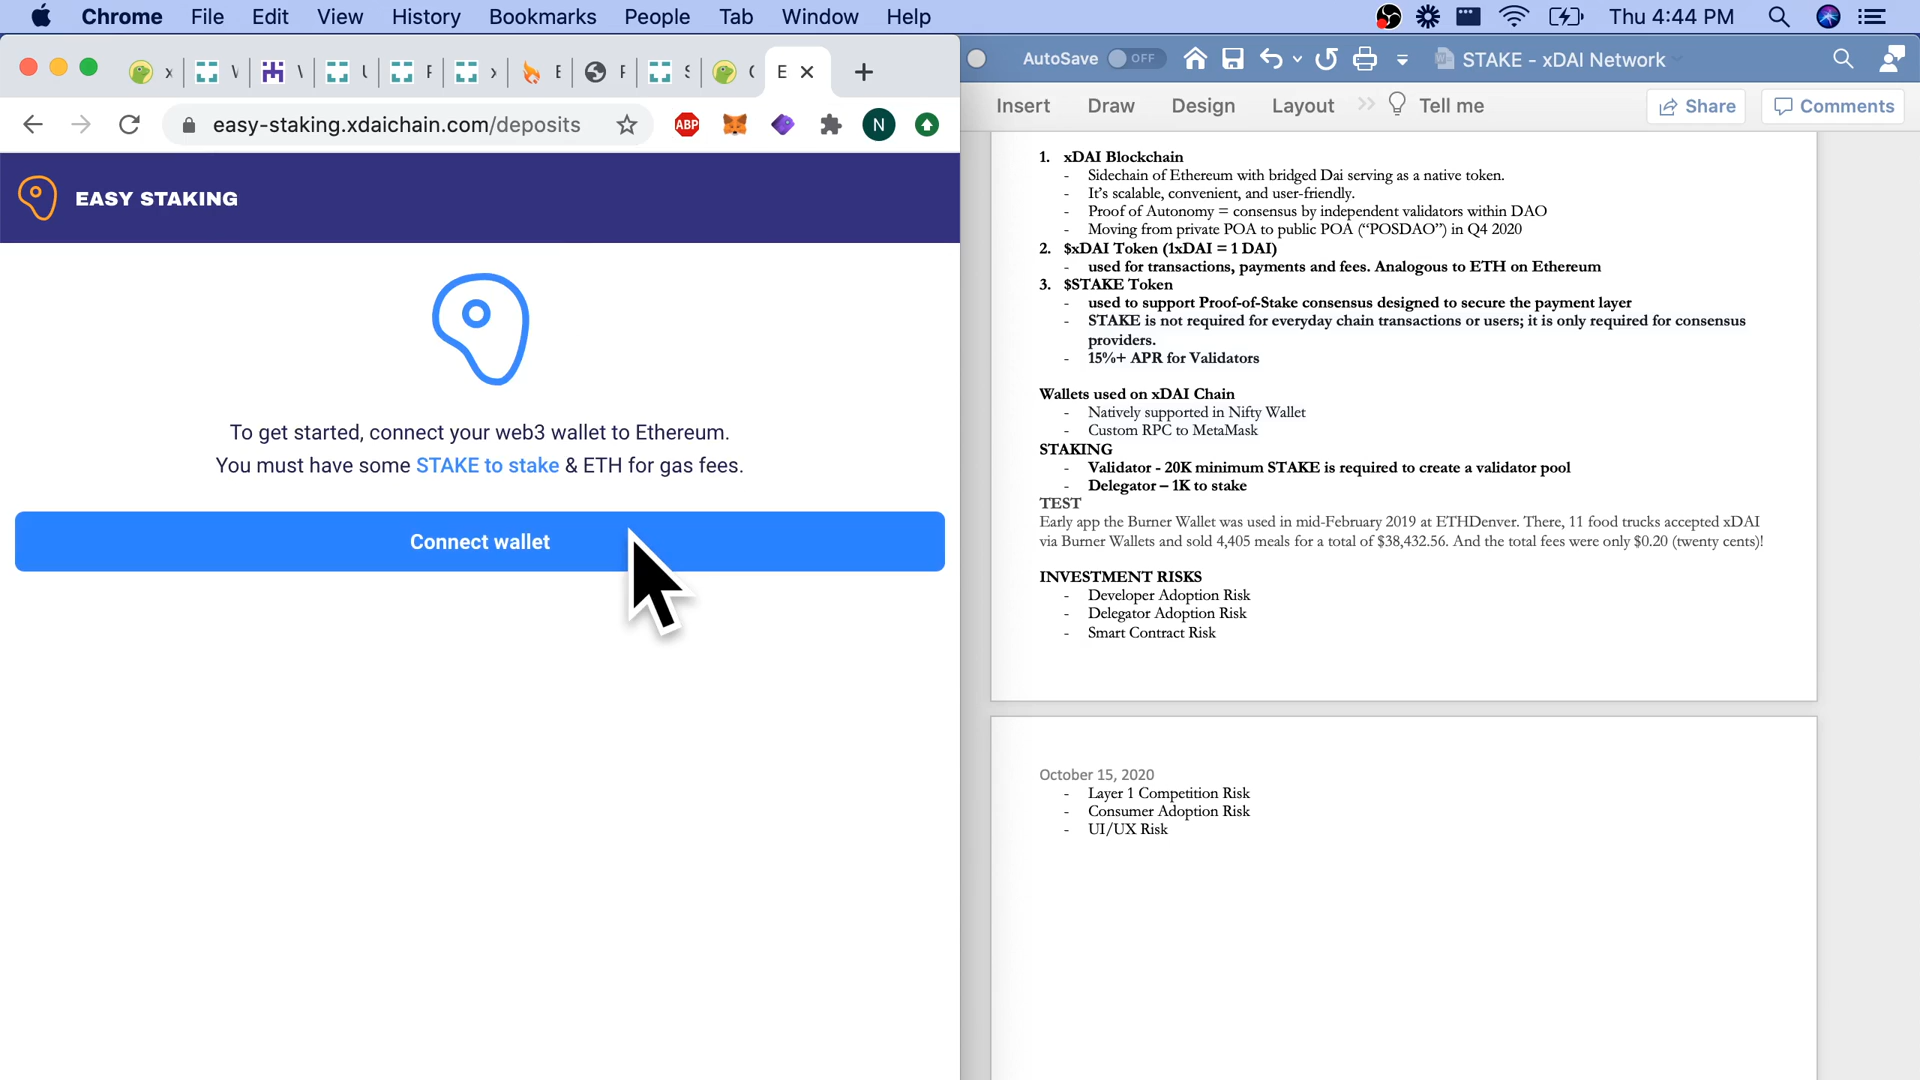 Chrome File Edit View History Bookmarks People Tab Window Help
Thu 4:44 PM
E
easy-staking.xdaichain.com/deposits
ABP
N
EASY STAKING
To get started, connect your web3 wallet to Ethereum.
You must have some STAKE to stake & ETH for gas fees.
Connect wallet
AutoSave OFF
STAKE - xDAI Network
Insert Draw Design Layout Tell me
Share
Comments
1. xDAI Blockchain
- Sidechain of Ethereum with bridged Dai serving as a native token.
- It's scalable, convenient, and user-friendly.
- Proof of Autonomy = consensus by independent validators within DAO
- Moving from private POA to public POA (“POSDAO”) in Q4 2020
2. $xDAI Token (1xDAI = 1 DAI)
- used for transactions, payments and fees. Analogous to ETH on Ethereum
3. $STAKE Token
- used to support Proof-of-Stake consensus designed to secure the payment layer
- STAKE is not required for everyday chain transactions or users; it is only required for consensus
providers.
- 15%+ APR for Validators
Wallets used on xDAI Chain
- Natively supported in Nifty Wallet
- Custom RPC to MetaMask
STAKING
- Validator - 20K minimum STAKE is required to create a validator pool
- Delegator – 1K to stake
TEST
Early app the Burner Wallet was used in mid-February 2019 at ETHDenver. There, 11 food trucks accepted xDAI
via Burner Wallets and sold 4,405 meals for a total of $38,432.56. And the total fees were only $0.20 (twenty cents)!
INVESTMENT RISKS
- Developer Adoption Risk
- Delegator Adoption Risk
- Smart Contract Risk
October 15, 2020
- Layer 1 Competition Risk
- Consumer Adoption Risk
- UI/UX Risk